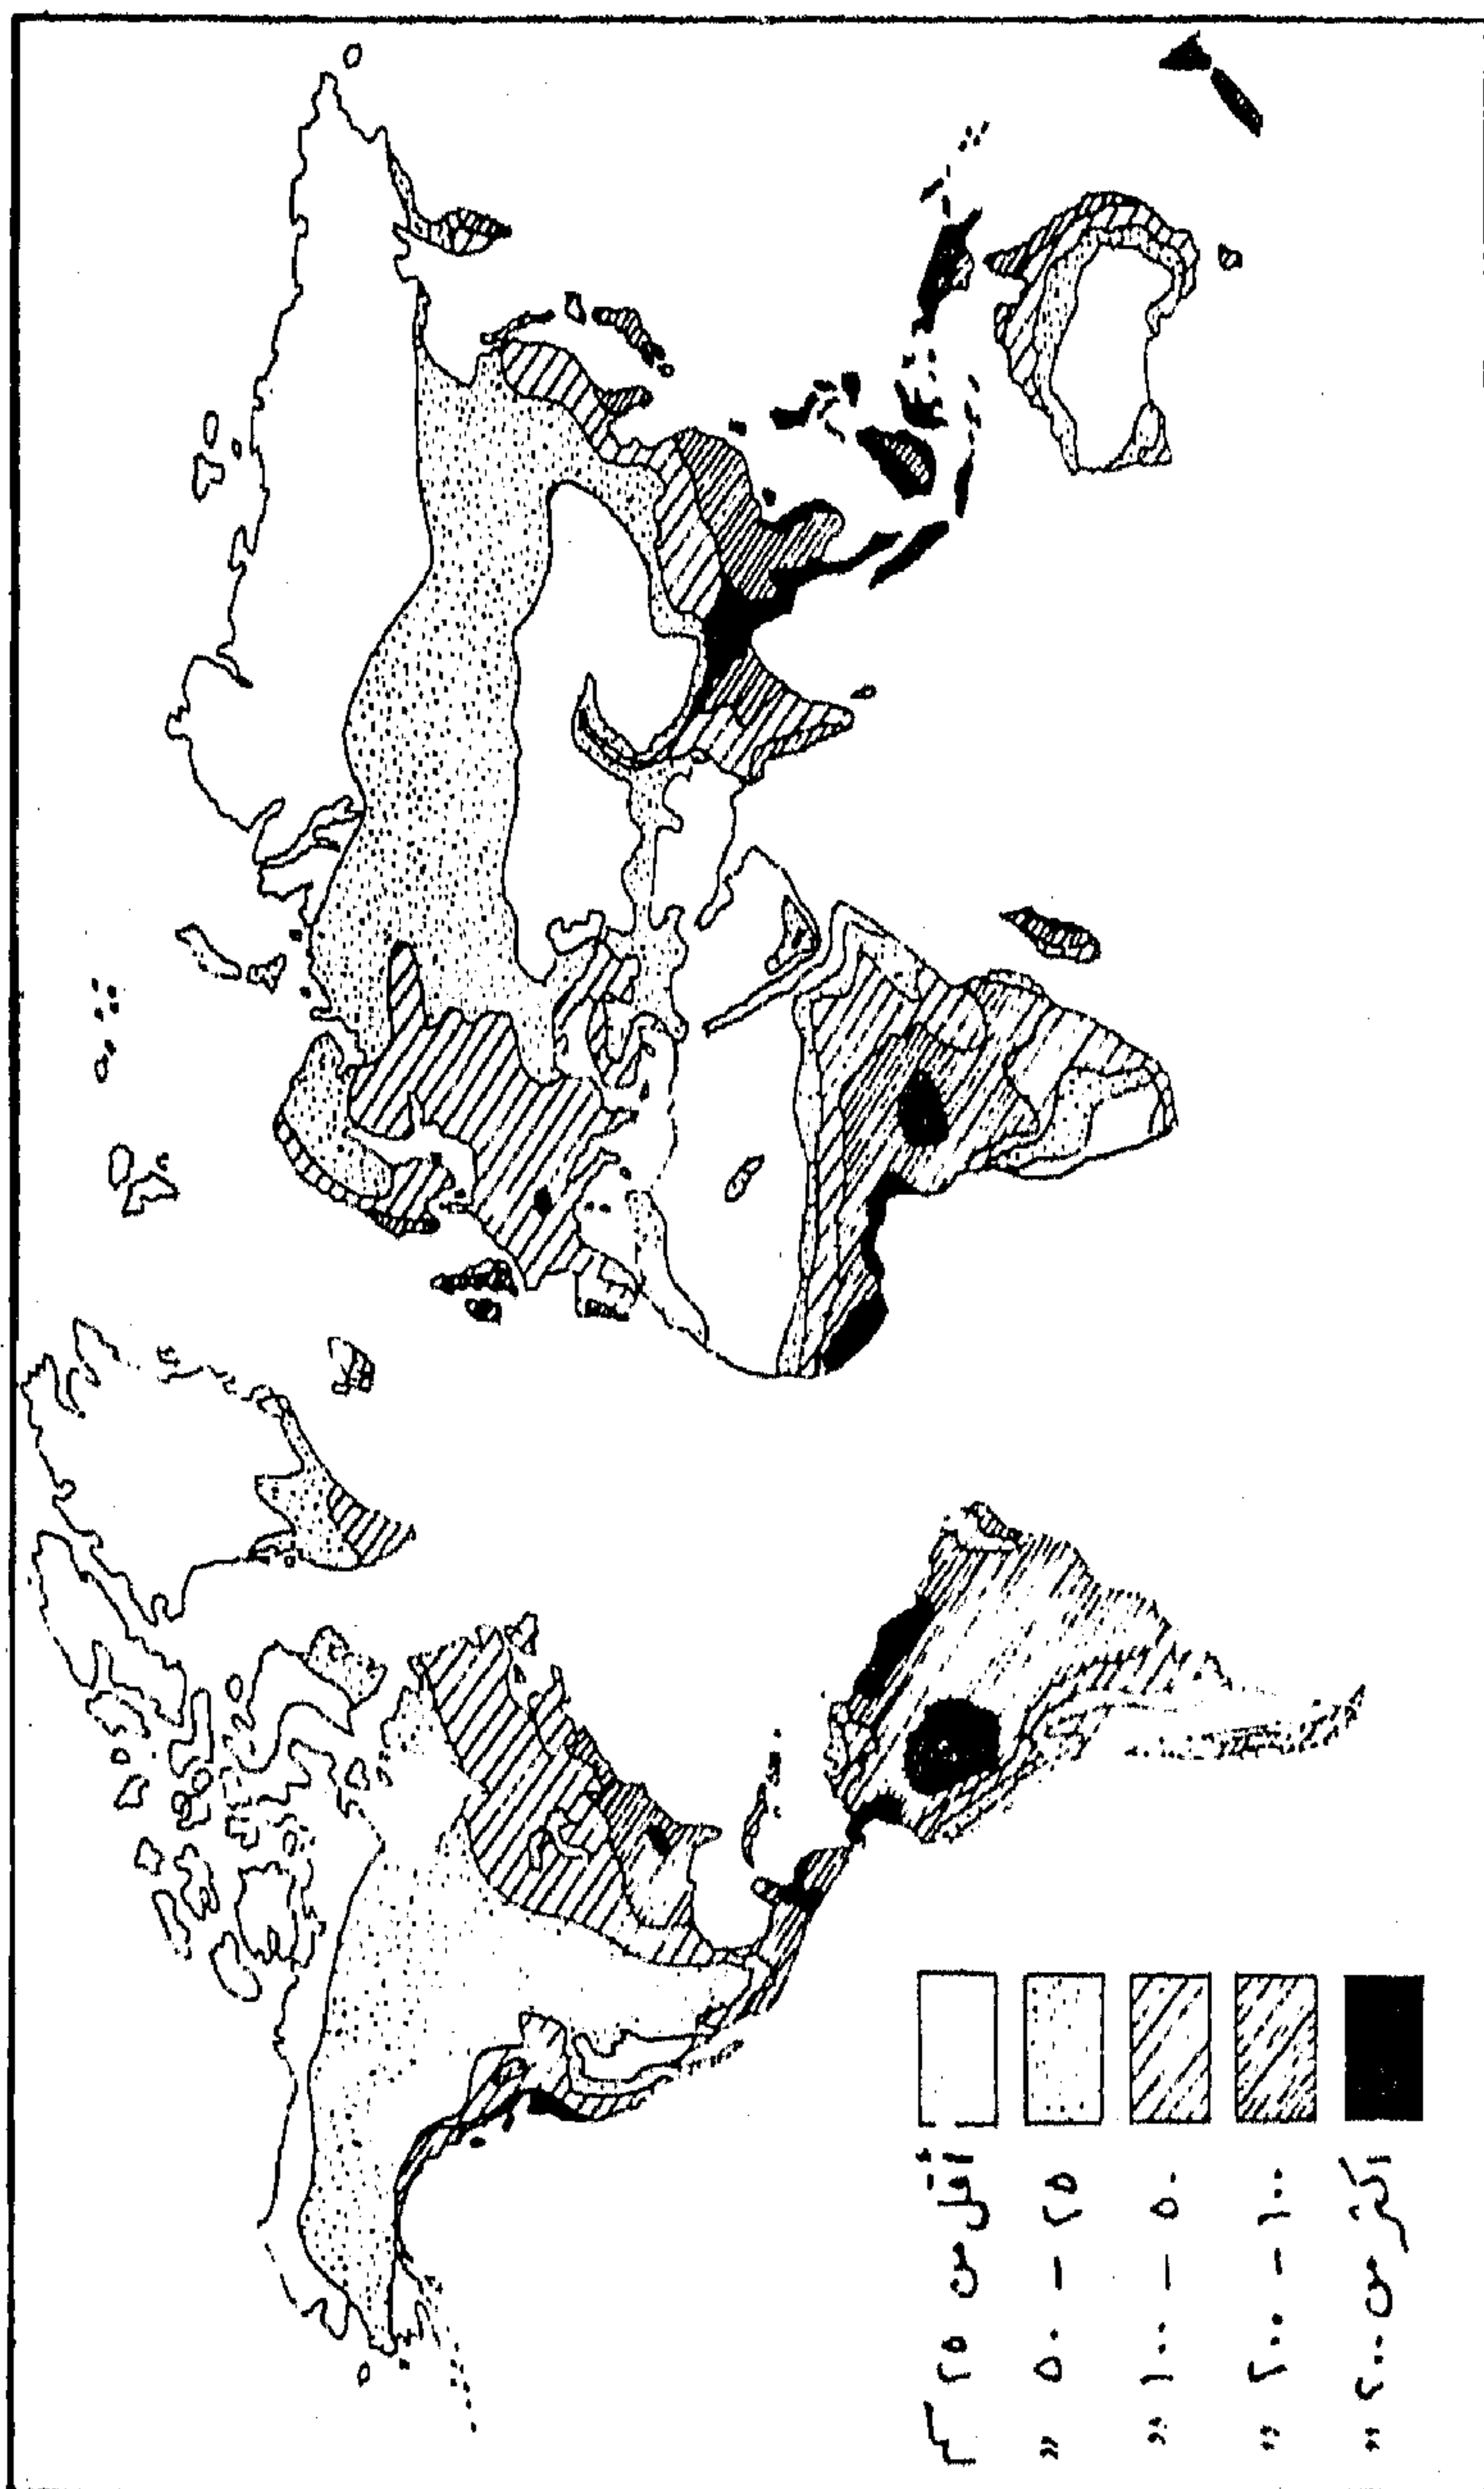 أقل من ٢٥ سم
٢٥ – ٥٠ "
٥٠ – ١٠٠ "
١٠٠ – ٢٠٠ "
أكثر من ٢٠٠ "